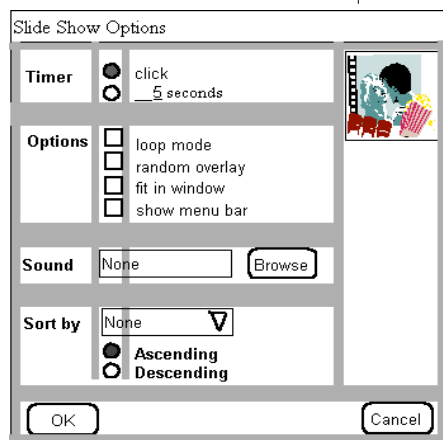 Slide Show Options
Timer
click
__5 seconds
Options
loop mode
random overlay
fit in window
show menu bar
Sound
None
Browse
Sort by
None
Ascending
Descending
OK
Cancel